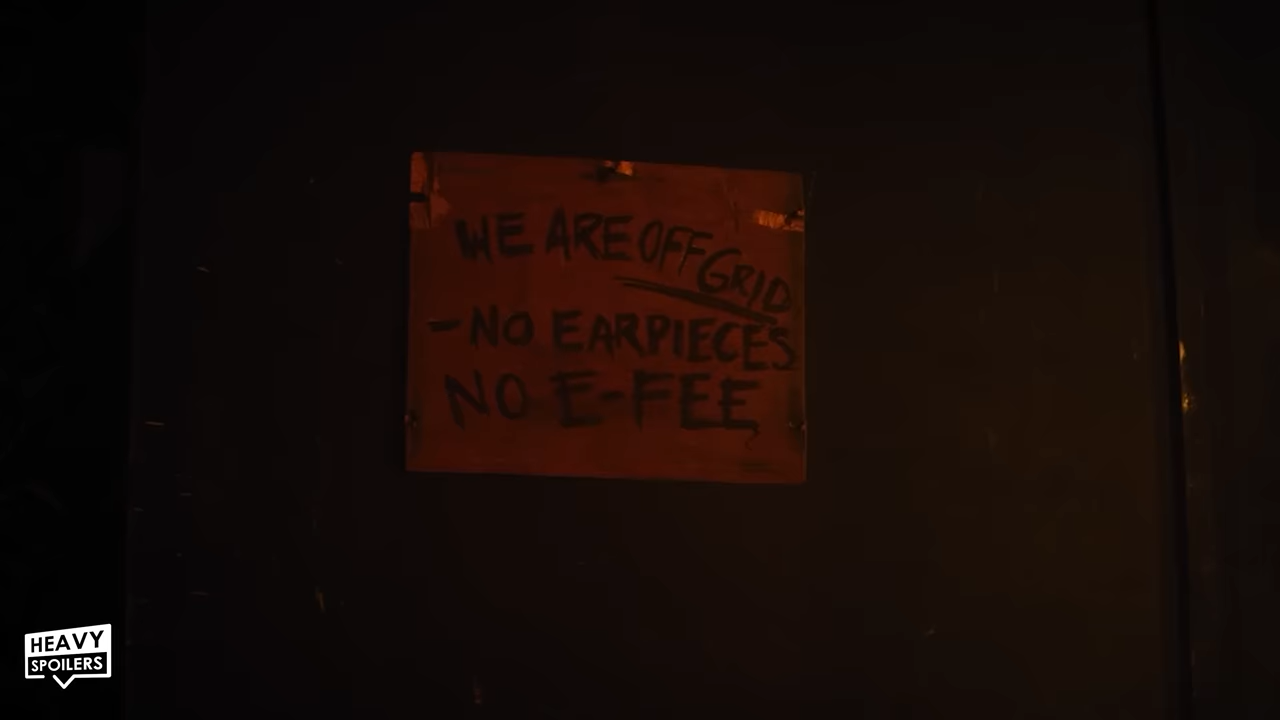 WE ARE OFF GRID
- NO EARPIECES
NO E-FEE
HEAVY
SPOILERS